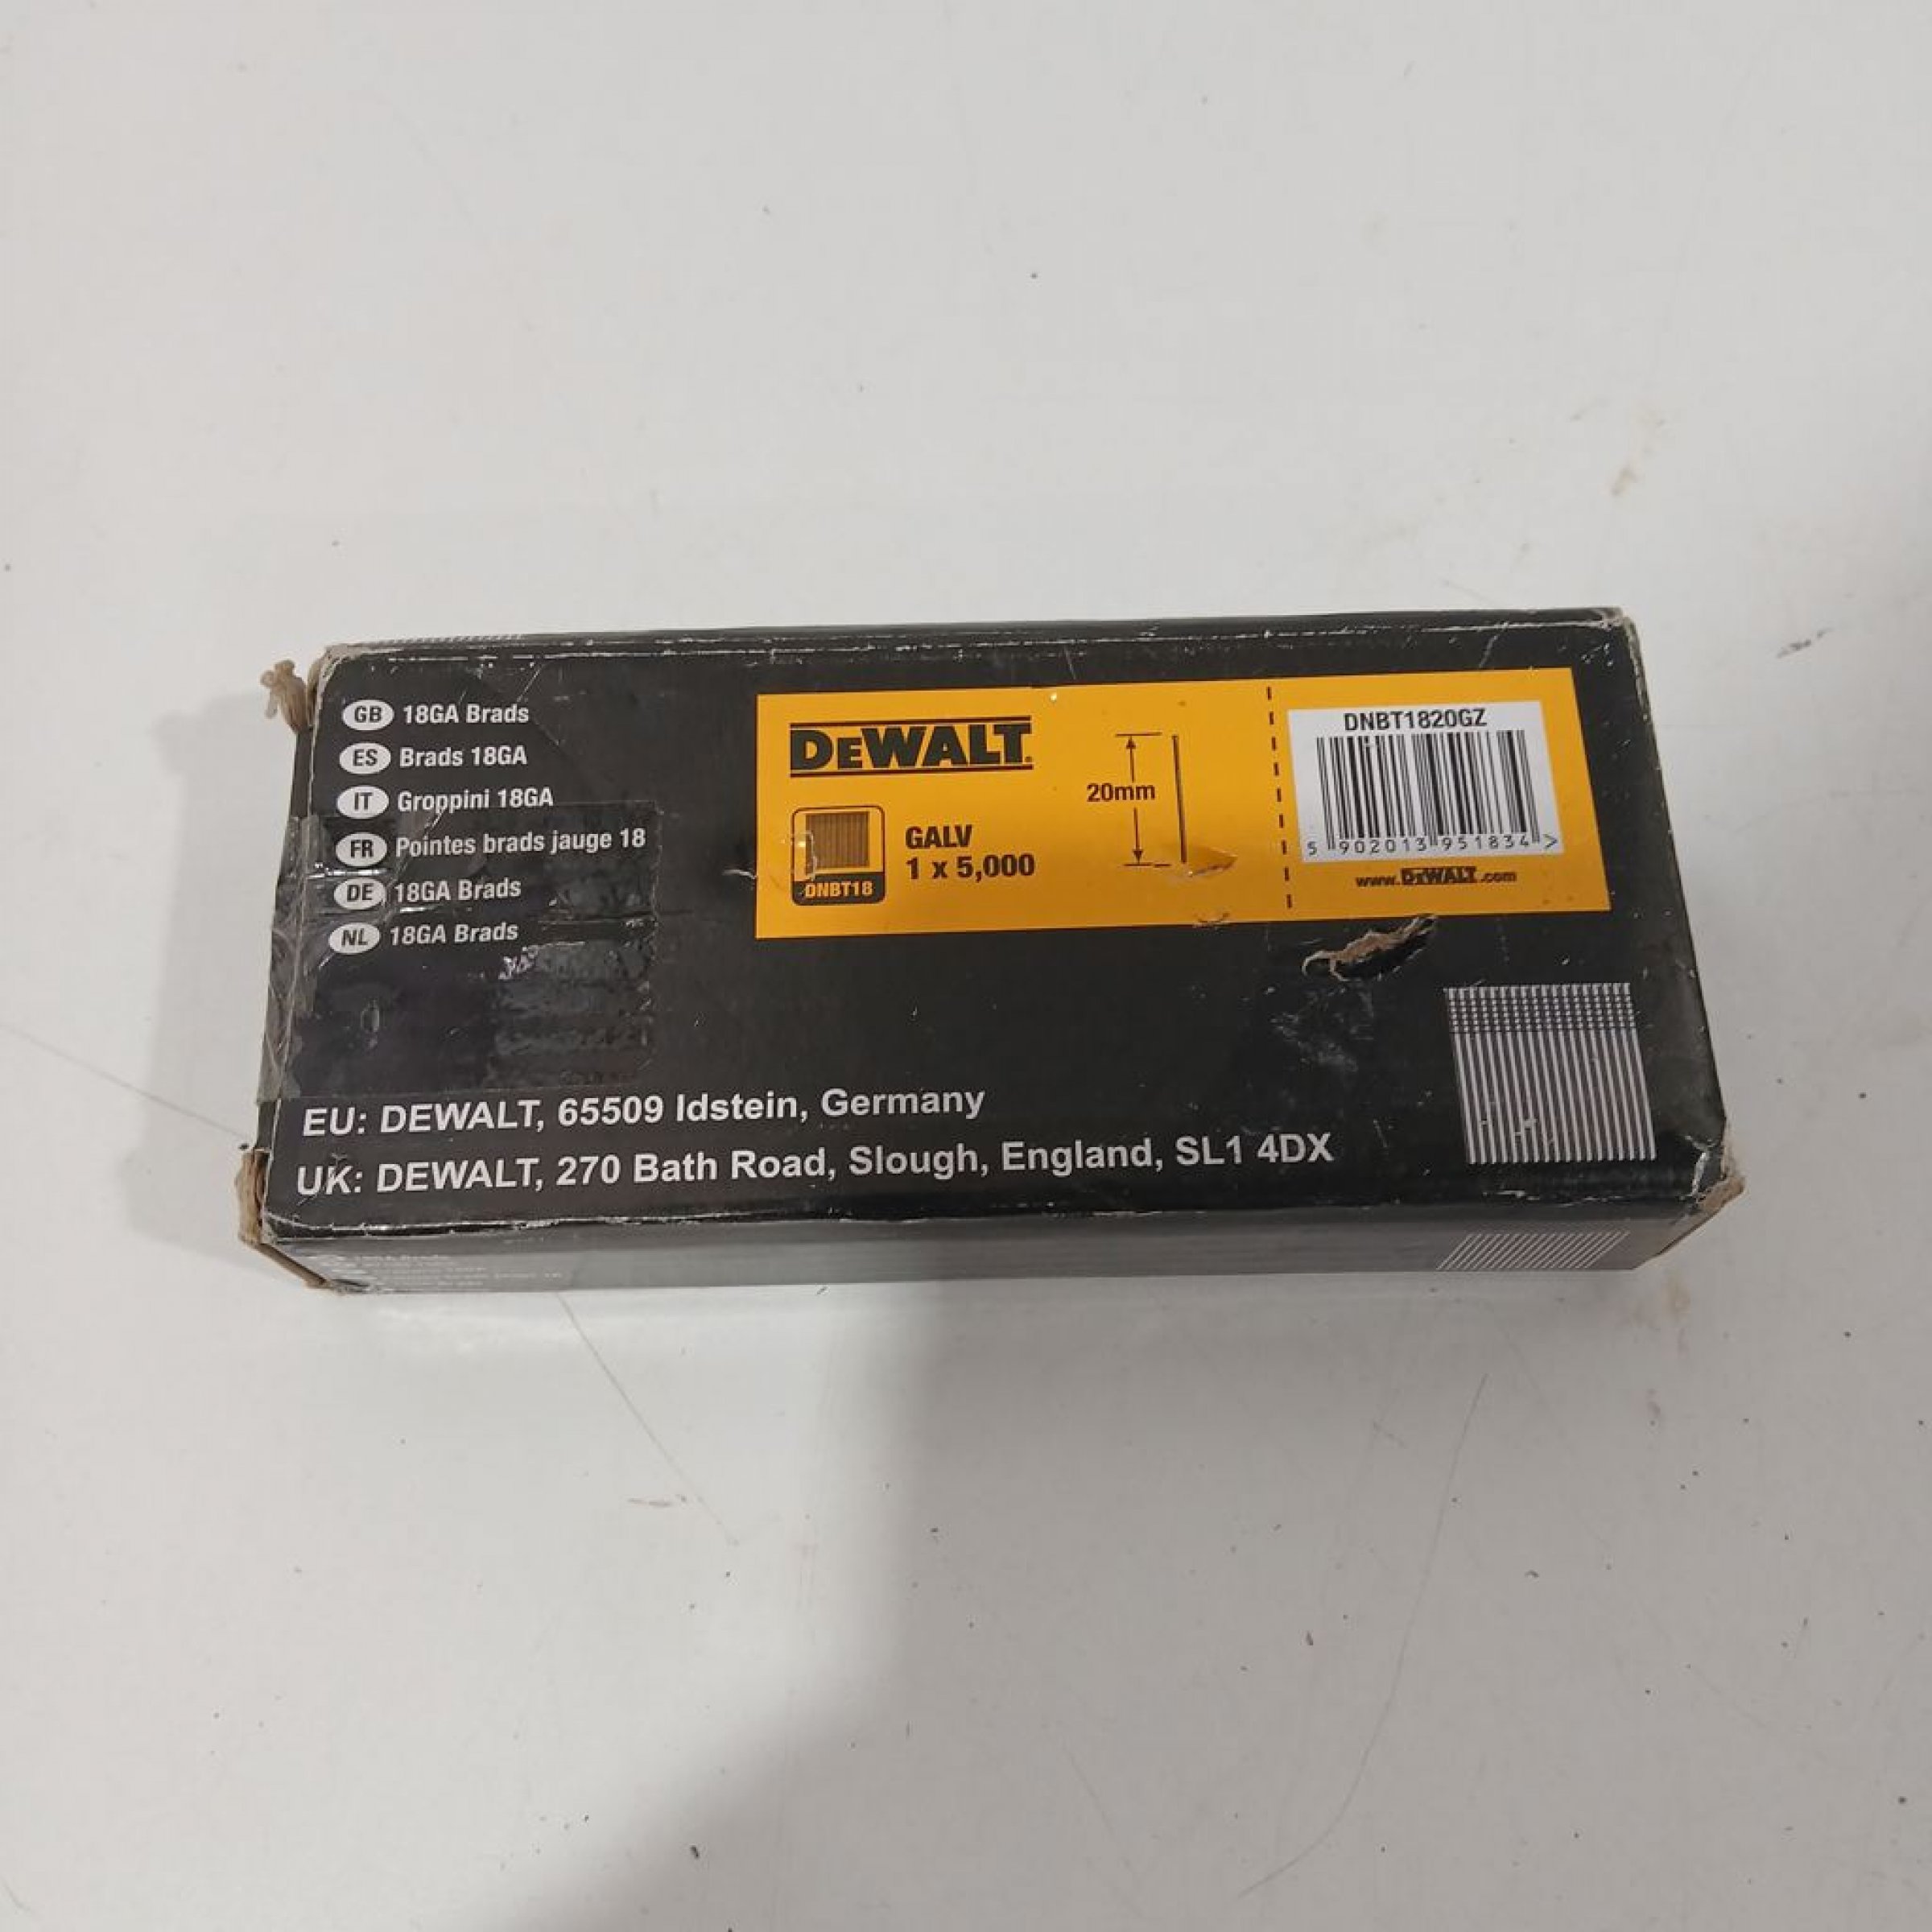 GB 18GA Brads
ES Brads 18GA
IT Groppini 18GA
FR Pointes brads jauge 18
DE 18GA Brads
NL 18GA Brads
DEWALT
DNBT18
GALV
1 x 5,000
20mm
DNBT1820GZ
5 902013 951834 >
www.DEWALT.com
EU: DEWALT, 65509 Idstein, Germany
UK: DEWALT, 270 Bath Road, Slough, England, SL1 4DX